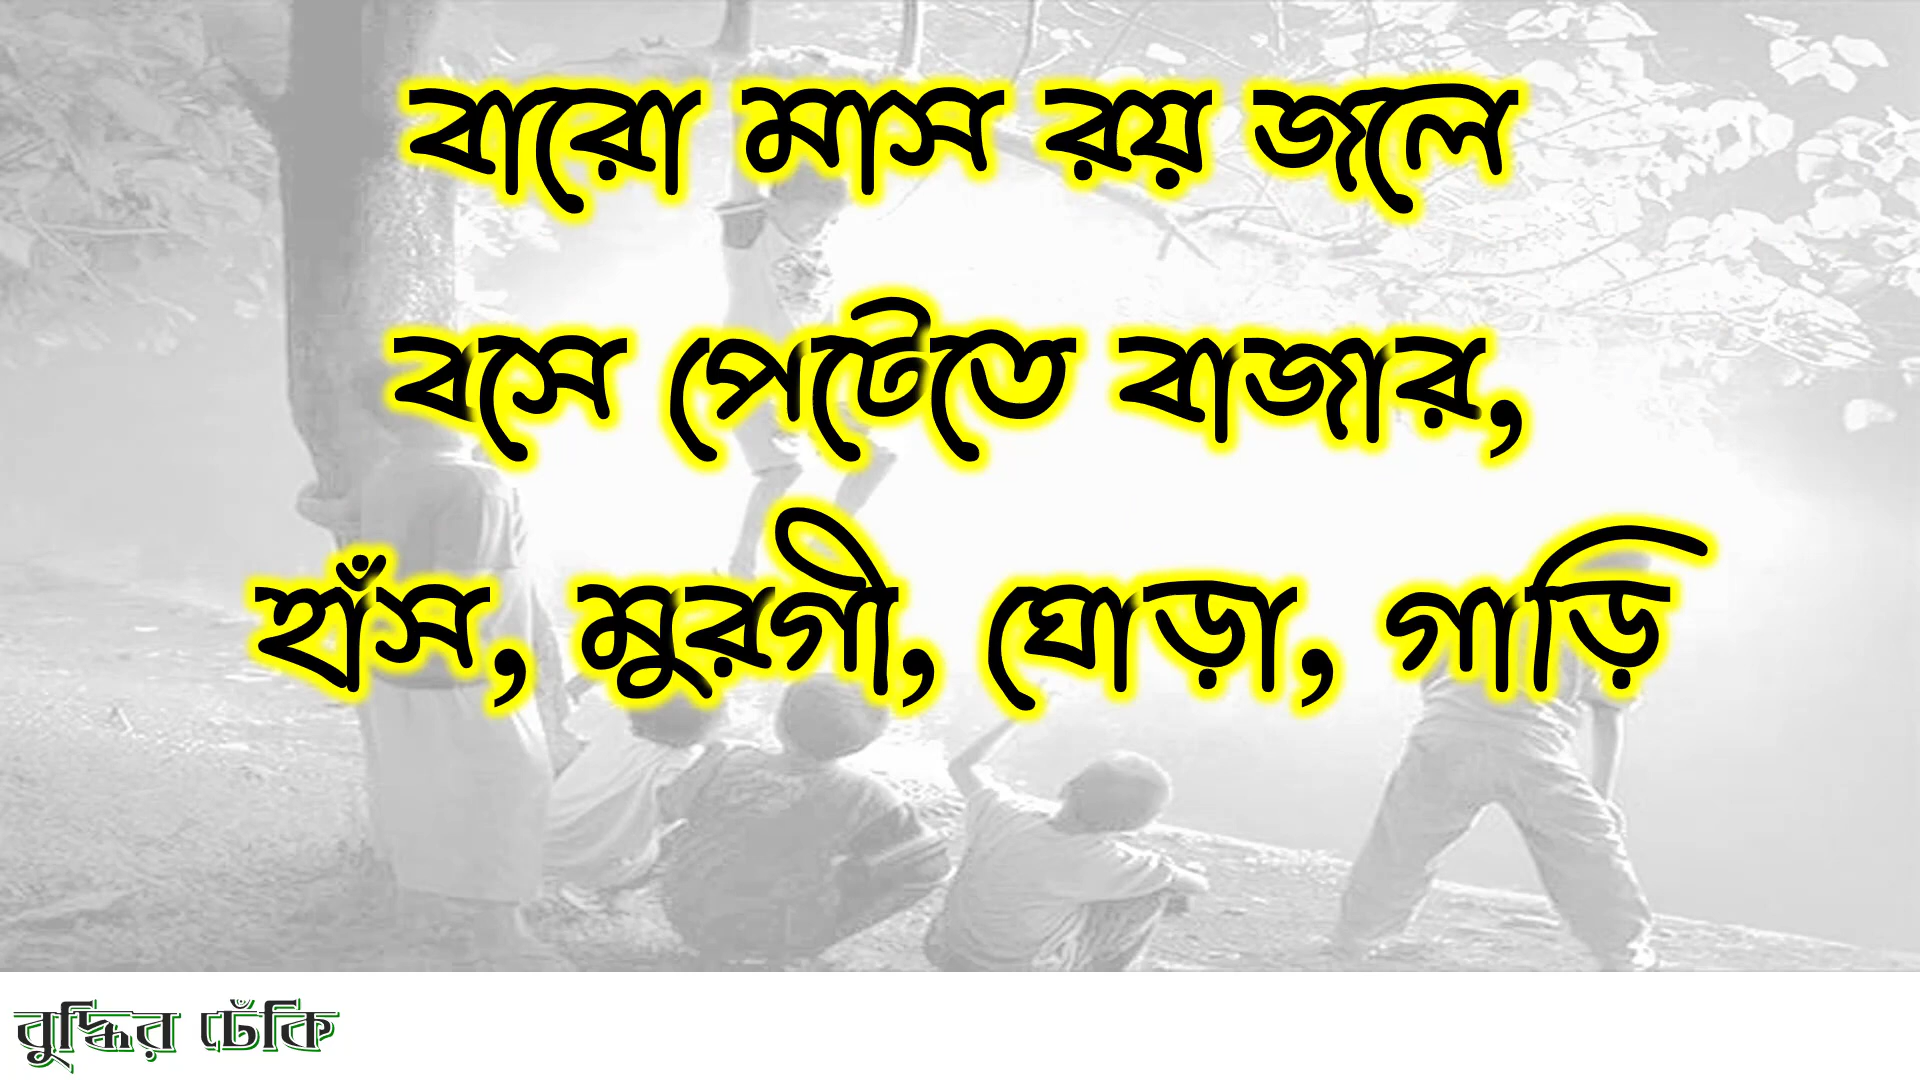 বারো মাস রয় জলে
বসে পেটেতে বাজার,
হাঁস, মুরগী, ঘোড়া, গাড়ি
বুদ্ধির ঢেঁকি